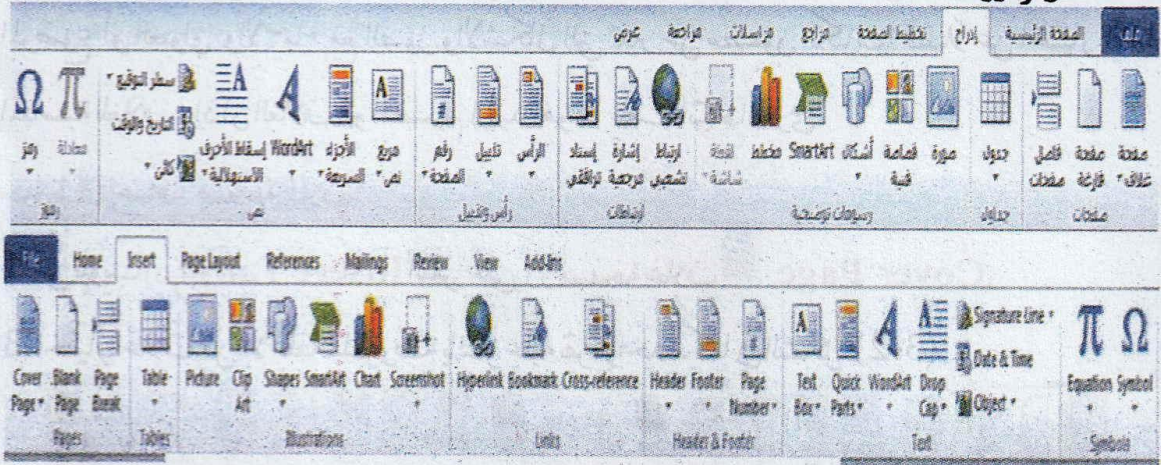 ملف الصفحة الرئيسية إدراج تخطيط الصفحة مراجع مراسلات مراجعة عرض
صفحة غلاف صفحة فارغة فاصل صفحات جدول صورة قصاصة فنية أشكال SmartArt مخطط لقطة شاشة ارتباط تشعبي إشارة مرجعية إسناد ترافقي الرأس تذييل رقم الصفحة مربع نص الأجزاء السريعة WordArt إسقاط الأحرف الاستهلالية سطر التوقيع التاريخ والوقت كائن معادلة رمز
صفحات جداول رسومات توضيحية ارتباطات رأس وتذييل نص رموز
File Home Insert Page Layout References Mailings Review View Add-Ins
Cover Page Blank Page Page Break Table Picture Clip Art Shapes SmartArt Chart Screenshot Hyperlink Bookmark Cross-reference Header Footer Page Number Text Box Quick Parts WordArt Drop Cap Signature Line Date & Time Object Equation Symbol
Pages Tables Illustrations Links Header & Footer Text Symbols